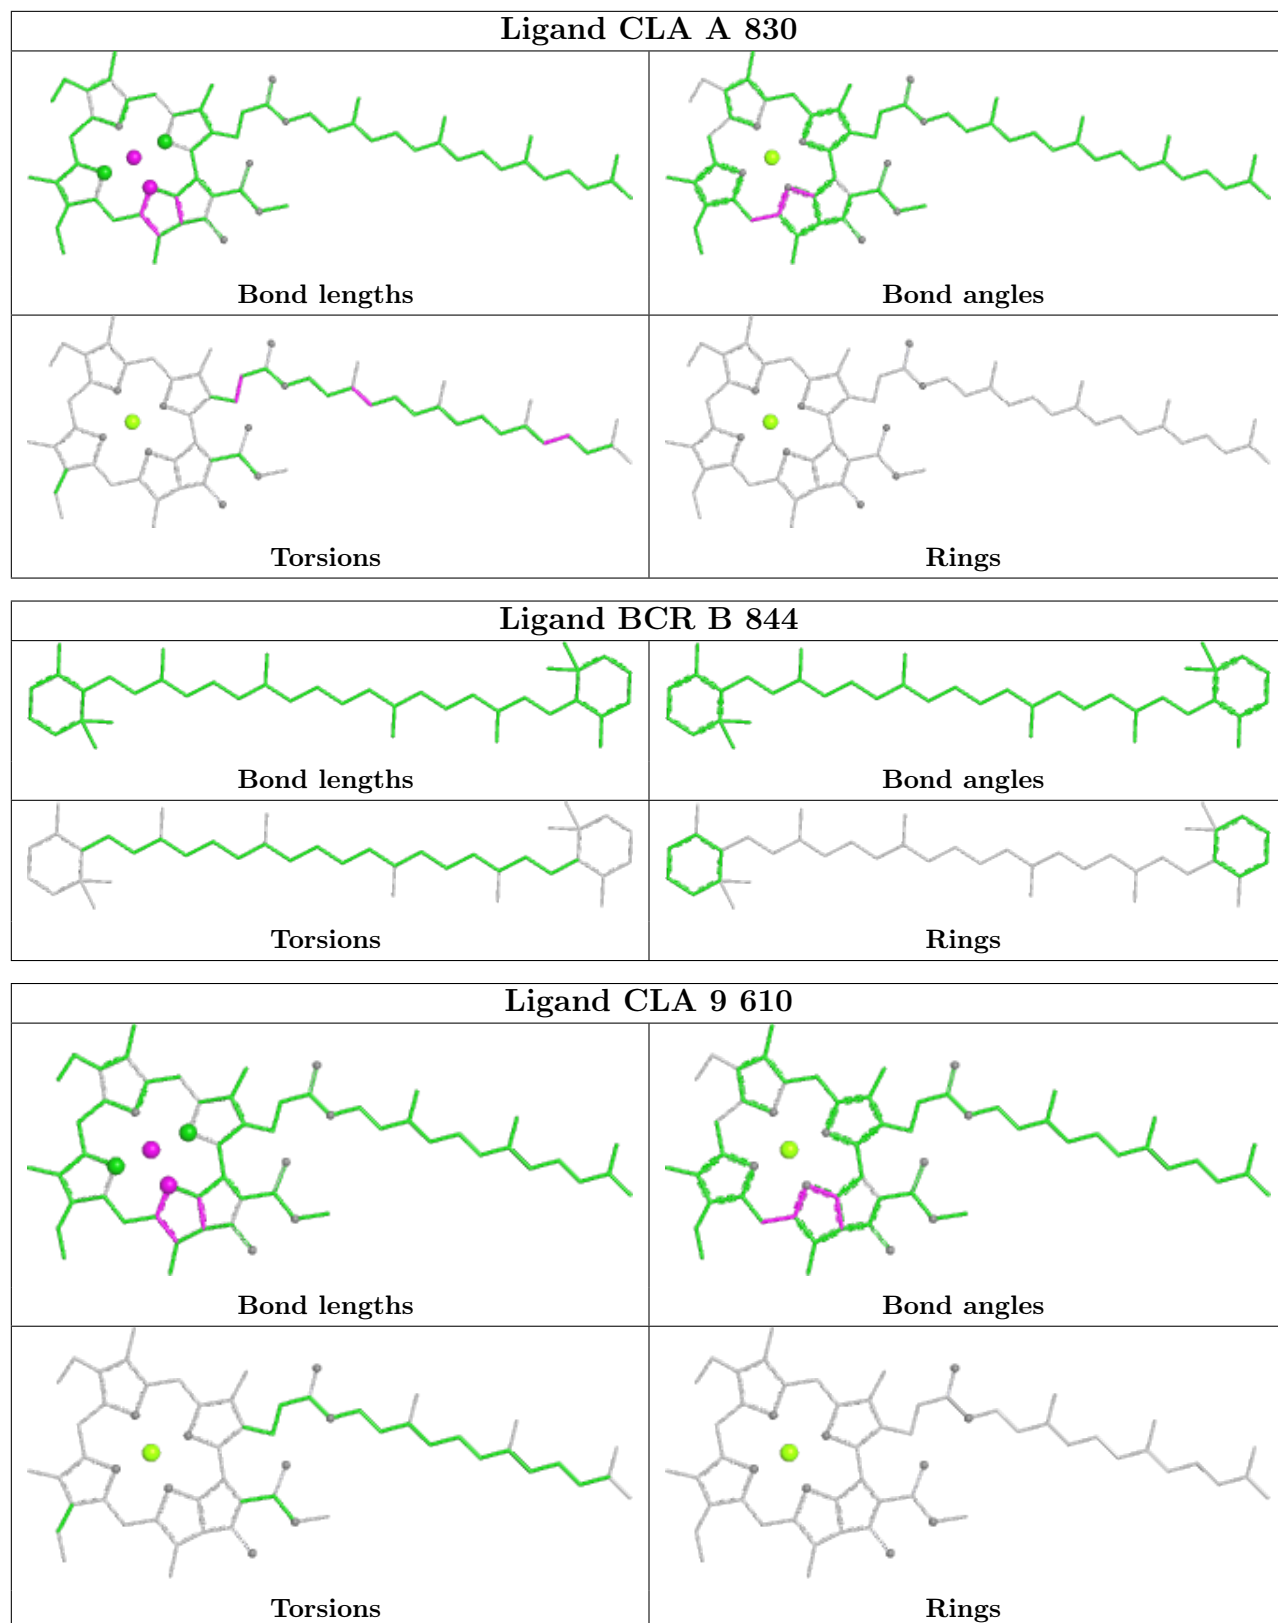 Ligand CLA A 830
Bond lengths
Bond angles
Torsions
Rings
Ligand BCR B 844
Bond lengths
Bond angles
Torsions
Rings
Ligand CLA 9 610
Bond lengths
Bond angles
Torsions
Rings